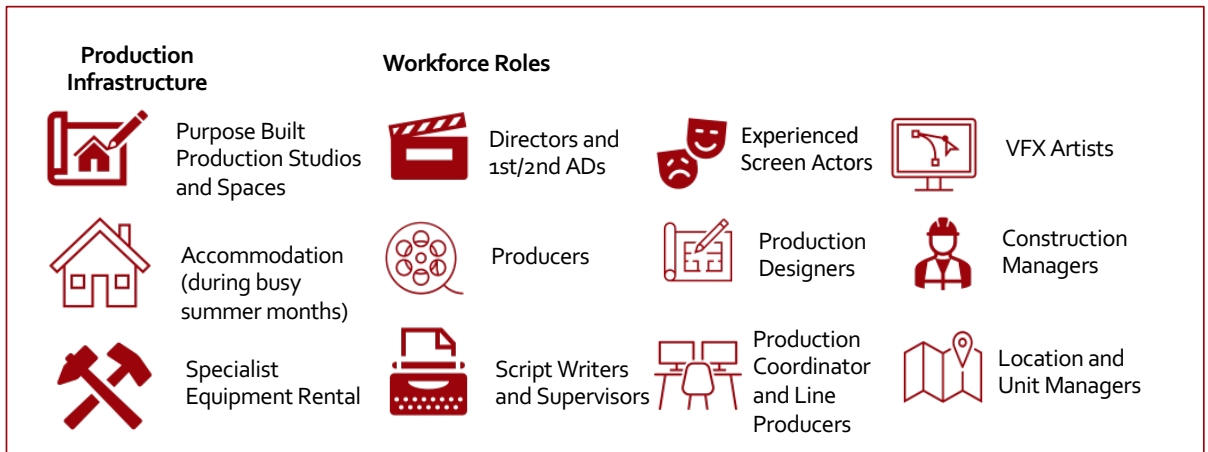 Production
Infrastructure
Purpose Built
Production Studios
and Spaces
Accommodation
(during busy
summer months)
Specialist
Equipment Rental
Workforce Roles
Directors and
1st/2nd ADs
Producers
Script Writers
and Supervisors
Experienced
Screen Actors
Production
Designers
Production
Coordinator
and Line
Producers
VFX Artists
Construction
Managers
Location and
Unit Managers